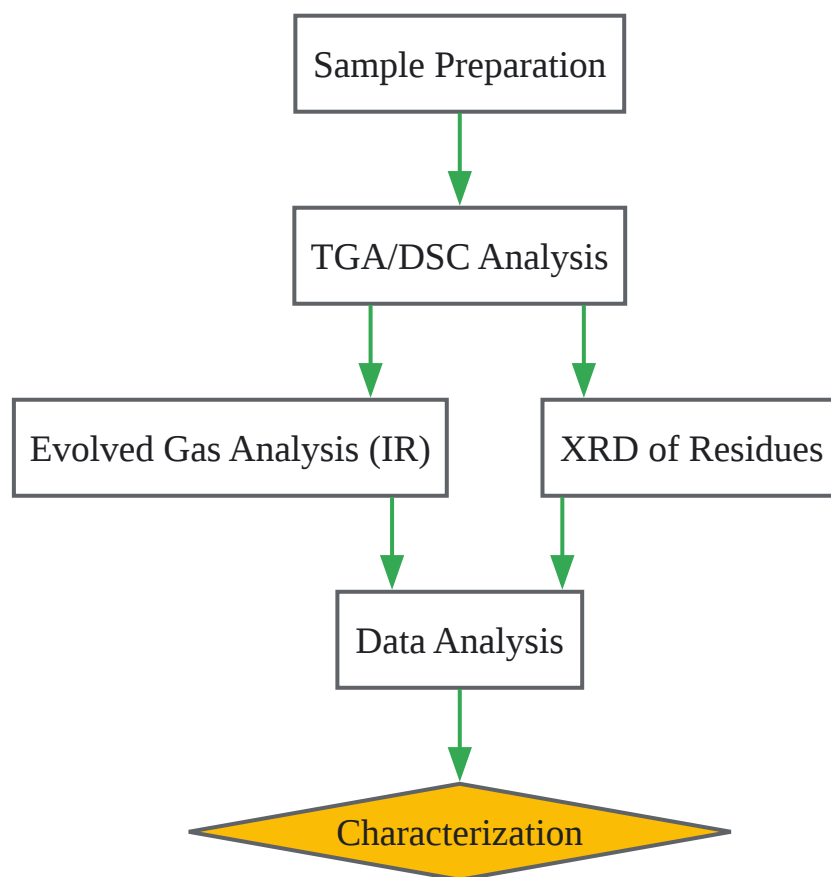 Sample Preparation
TGA/DSC Analysis
Evolved Gas Analysis (IR)
XRD of Residues
Data Analysis
Characterization